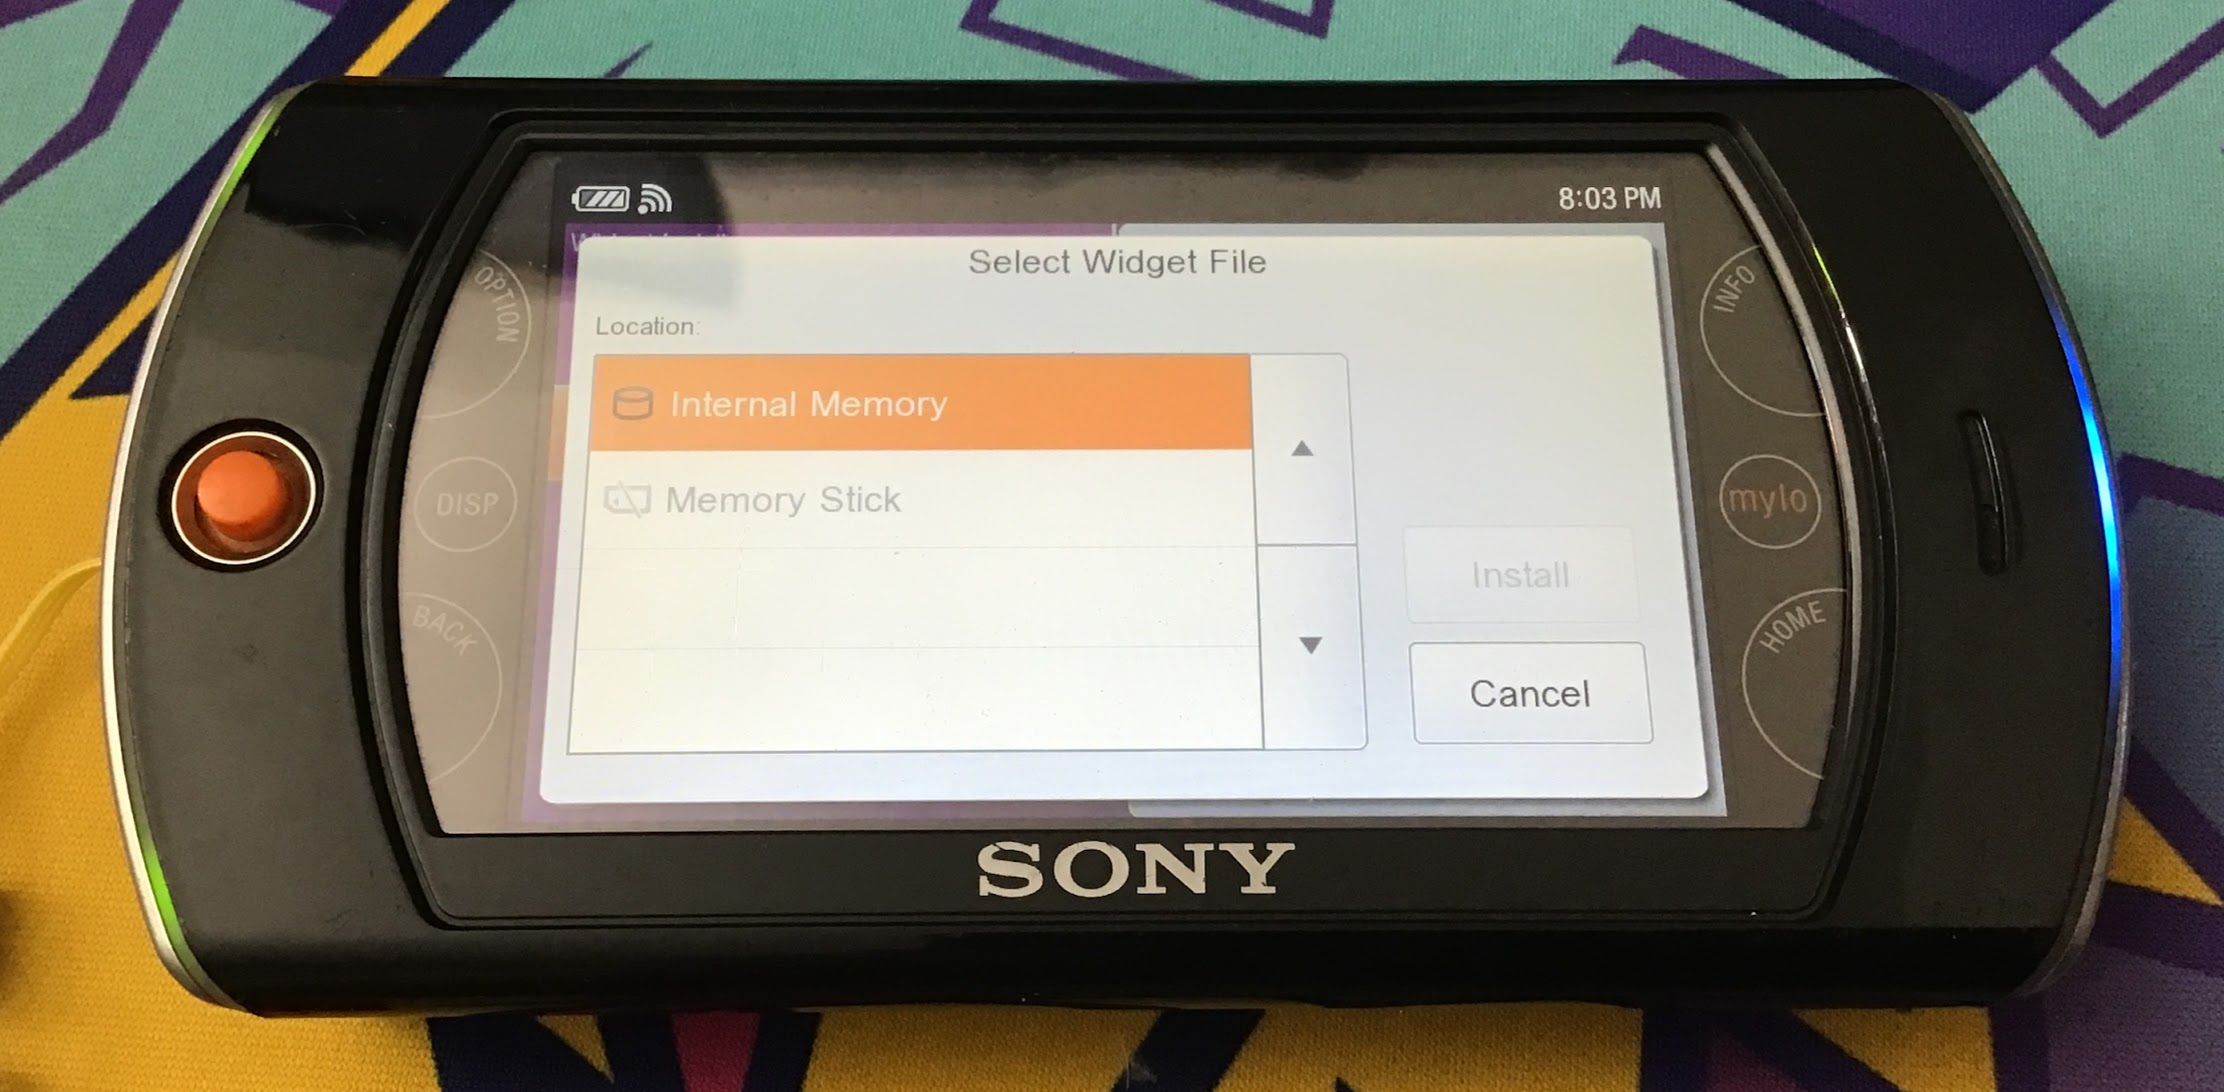 8:03 PM
Select Widget File
Location:
Internal Memory
Memory Stick
Install
Cancel
OPTION
DISP
BACK
INFO
mylo
HOME
SONY